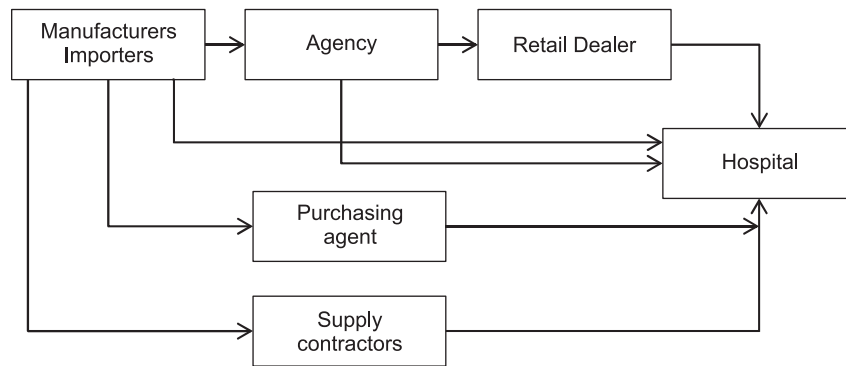 Manufacturers
Importers
Agency
Retail Dealer
Hospital
Purchasing
agent
Supply
contractors